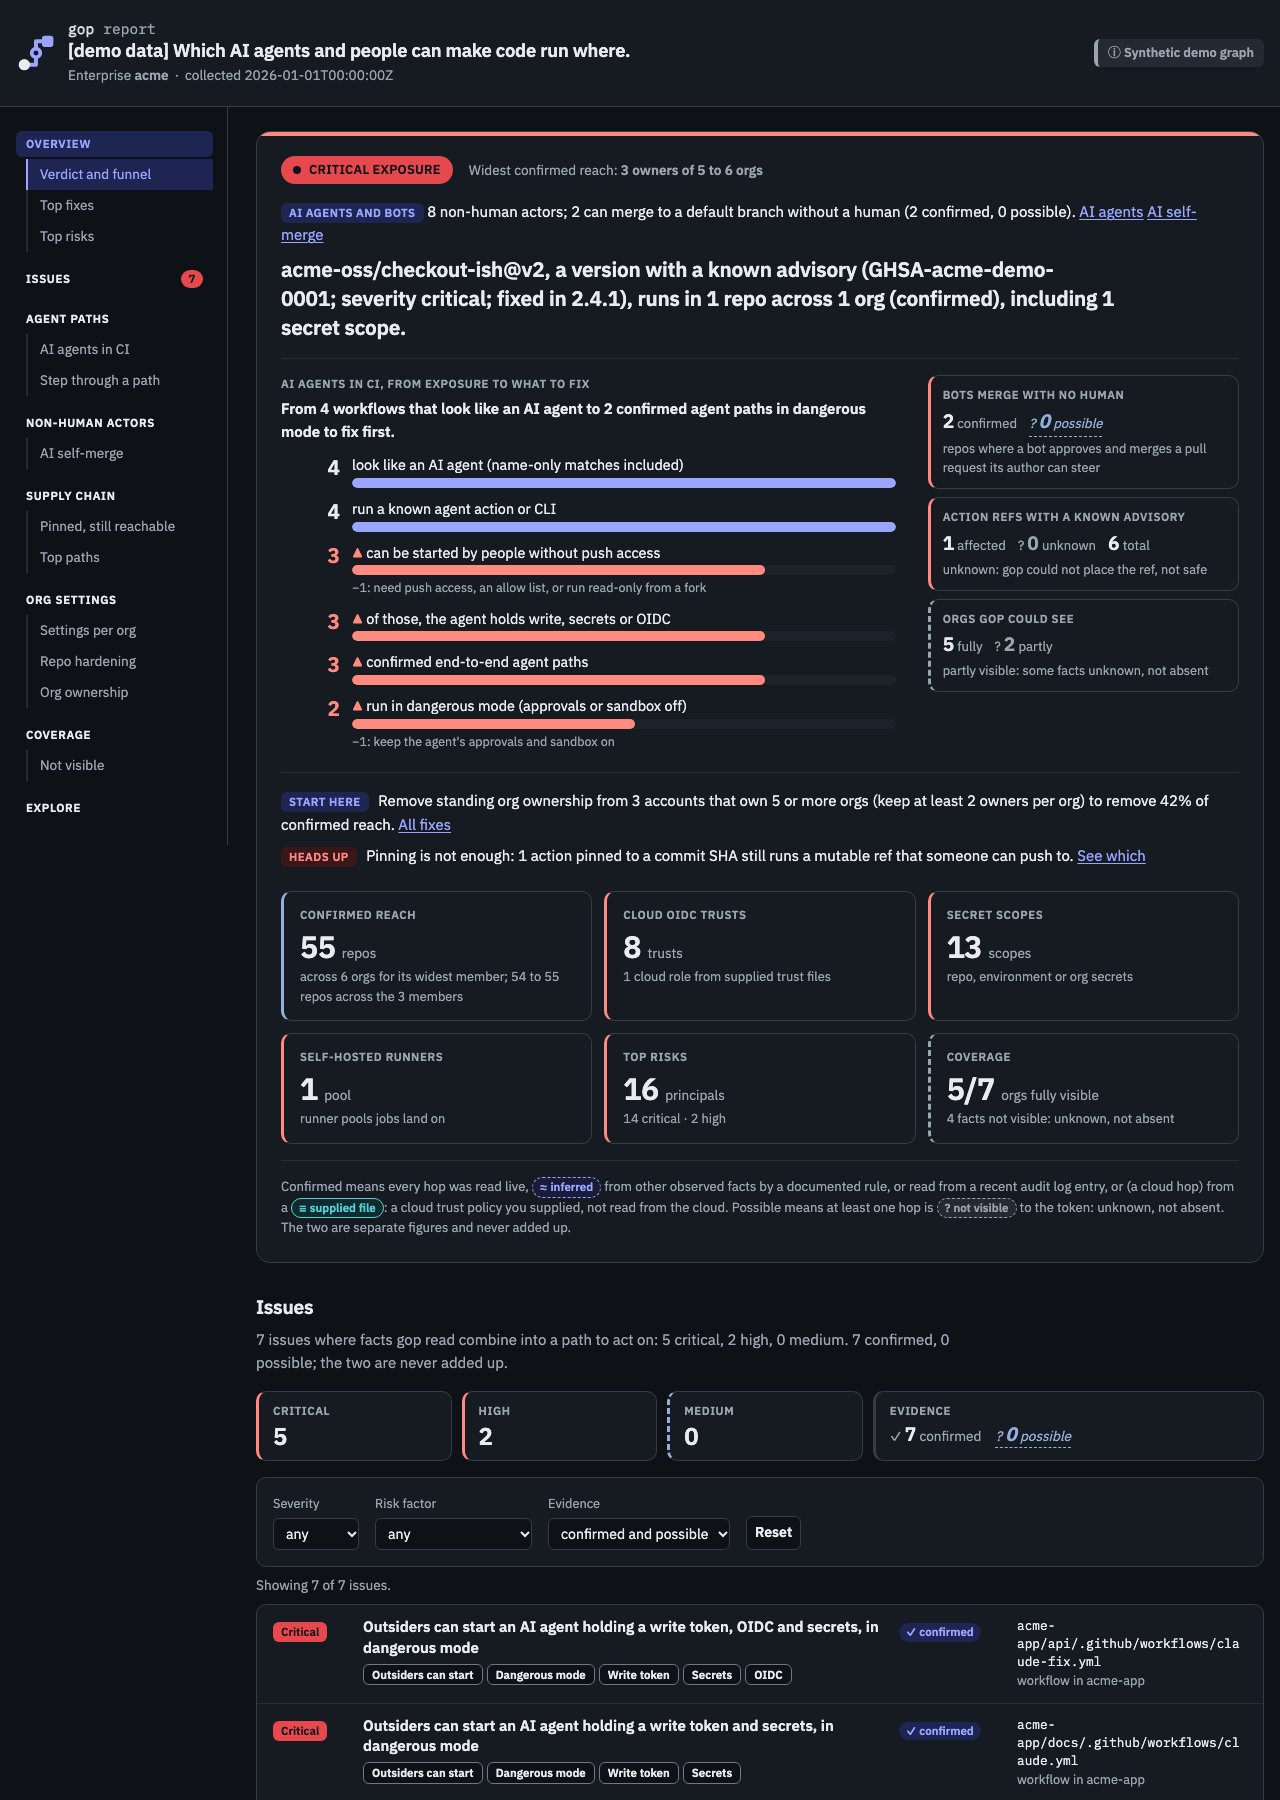 gop report
[demo data] Which AI agents and people can make code run where.
Enterprise acme · collected 2026-01-01T00:00:00Z
ⓘ Synthetic demo graph
OVERVIEW
Verdict and funnel
Top fixes
Top risks
ISSUES 7
AGENT PATHS
AI agents in CI
Step through a path
NON-HUMAN ACTORS
AI self-merge
SUPPLY CHAIN
Pinned, still reachable
Top paths
ORG SETTINGS
Settings per org
Repo hardening
Org ownership
COVERAGE
Not visible
EXPLORE
CRITICAL EXPOSURE Widest confirmed reach: 3 owners of 5 to 6 orgs
AI AGENTS AND BOTS 8 non-human actors; 2 can merge to a default branch without a human (2 confirmed, 0 possible). AI agents AI self-
merge
acme-oss/checkout-ish@v2, a version with a known advisory (GHSA-acme-demo-
0001; severity critical; fixed in 2.4.1), runs in 1 repo across 1 org (confirmed), including 1
secret scope.
AI AGENTS IN CI, FROM EXPOSURE TO WHAT TO FIX
From 4 workflows that look like an AI agent to 2 confirmed agent paths in dangerous
mode to fix first.
4 look like an AI agent (name-only matches included)
4 run a known agent action or CLI
3 ▲ can be started by people without push access
−1: need push access, an allow list, or run read-only from a fork
3 ▲ of those, the agent holds write, secrets or OIDC
3 ▲ confirmed end-to-end agent paths
2 ▲ run in dangerous mode (approvals or sandbox off)
−1: keep the agent's approvals and sandbox on
BOTS MERGE WITH NO HUMAN
2 confirmed ? 0 possible
repos where a bot approves and merges a pull
request its author can steer
ACTION REFS WITH A KNOWN ADVISORY
1 affected ? 0 unknown 6 total
unknown: gop could not place the ref, not safe
ORGS GOP COULD SEE
5 fully ? 2 partly
partly visible: some facts unknown, not absent
START HERE Remove standing org ownership from 3 accounts that own 5 or more orgs (keep at least 2 owners per org) to remove 42% of
confirmed reach. All fixes
HEADS UP Pinning is not enough: 1 action pinned to a commit SHA still runs a mutable ref that someone can push to. See which
CONFIRMED REACH
55 repos
across 6 orgs for its widest member; 54 to 55
repos across the 3 members
CLOUD OIDC TRUSTS
8 trusts
1 cloud role from supplied trust files
SECRET SCOPES
13 scopes
repo, environment or org secrets
SELF-HOSTED RUNNERS
1 pool
runner pools jobs land on
TOP RISKS
16 principals
14 critical · 2 high
COVERAGE
5/7 orgs fully visible
4 facts not visible: unknown, not absent
Confirmed means every hop was read live, ≈ inferred from other observed facts by a documented rule, or read from a recent audit log entry, or (a cloud hop) from
a ≡ supplied file: a cloud trust policy you supplied, not read from the cloud. Possible means at least one hop is ? not visible to the token: unknown, not absent.
The two are separate figures and never added up.
Issues
7 issues where facts gop read combine into a path to act on: 5 critical, 2 high, 0 medium. 7 confirmed, 0
possible; the two are never added up.
CRITICAL
5
HIGH
2
MEDIUM
0
EVIDENCE
✓ 7 confirmed ? 0 possible
Severity Risk factor Evidence
any any confirmed and possible Reset
Showing 7 of 7 issues.
Critical
Outsiders can start an AI agent holding a write token, OIDC and secrets, in
dangerous mode
Outsiders can start Dangerous mode Write token Secrets OIDC
✓ confirmed
acme-
app/api/.github/workflows/cla
ude-fix.yml
workflow in acme-app
Critical
Outsiders can start an AI agent holding a write token and secrets, in
dangerous mode
Outsiders can start Dangerous mode Write token Secrets
✓ confirmed
acme-
app/docs/.github/workflows/cl
aude.yml
workflow in acme-app